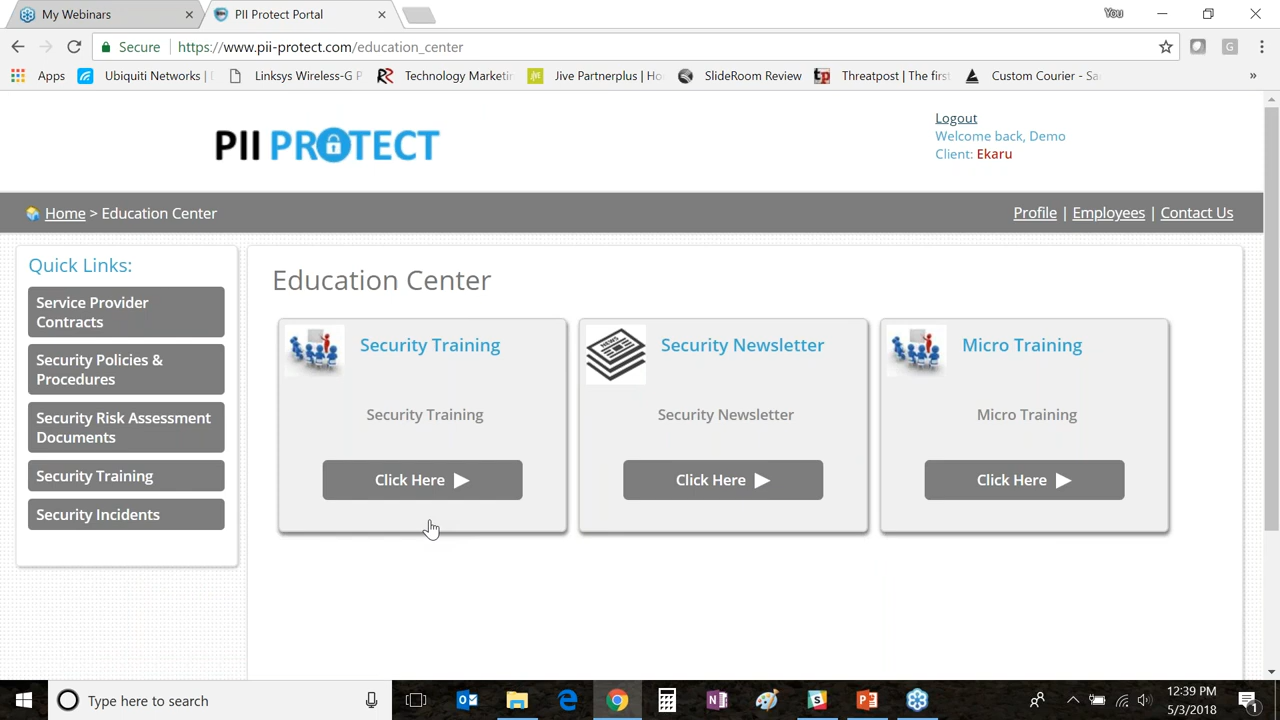 My Webinars
PII Protect Portal
You
Secure
https://www.pii-protect.com/education_center
Apps
Ubiquiti Networks |
Linksys Wireless-G P
Technology Marketin
Jive Partnerplus | Ho
SlideRoom Review
Threatpost | The first
Custom Courier - Sa
»
PII PROTECT
Logout
Welcome back, Demo
Client: Ekaru
Home > Education Center
Profile | Employees | Contact Us
Quick Links:
Service Provider
Contracts
Security Policies &
Procedures
Security Risk Assessment
Documents
Security Training
Security Incidents
Education Center
Security Training
Security Training
Click Here
NEWS
Security Newsletter
Security Newsletter
Click Here
Micro Training
Micro Training
Click Here
Type here to search
12:39 PM
5/3/2018
1